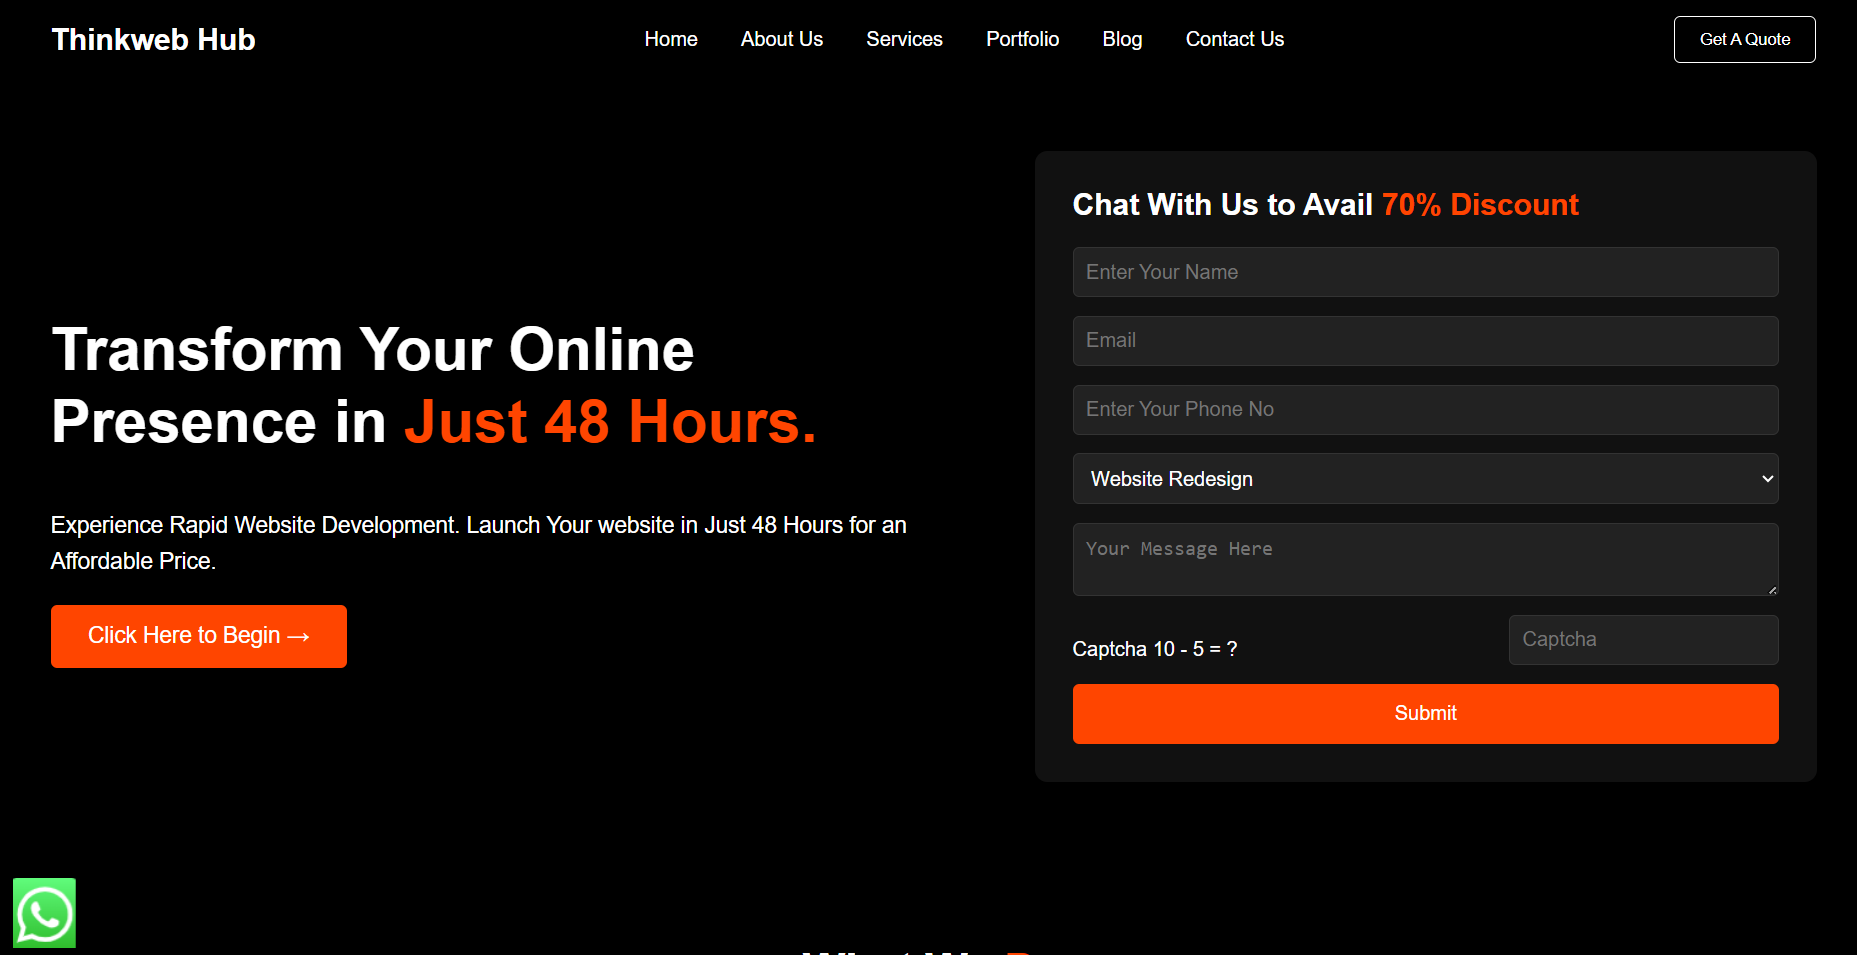 Thinkweb Hub
Home About Us Services Portfolio Blog Contact Us
Get A Quote
Transform Your Online
Presence in Just 48 Hours.
Experience Rapid Website Development. Launch Your website in Just 48 Hours for an
Affordable Price.
Click Here to Begin →
Chat With Us to Avail 70% Discount
Enter Your Name
Email
Enter Your Phone No
Website Redesign
Your Message Here
Captcha 10 - 5 = ?
Captcha
Submit